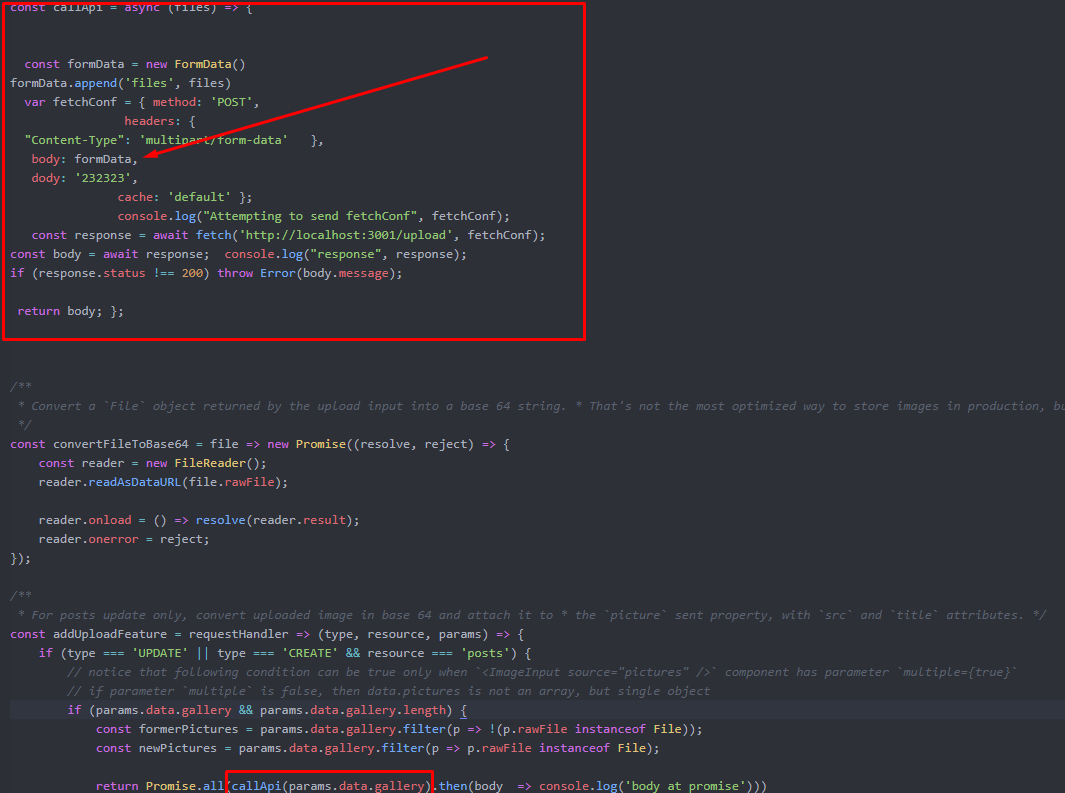 const callApi = async (files) => {
const formData = new FormData()
formData.append('files', files)
var fetchConf = { method: 'POST',
headers: {
"Content-Type": 'multipart/form-data' },
body: formData,
dody: '232323',
cache: 'default' };
console.log("Attempting to send fetchConf", fetchConf);
const response = await fetch('http://localhost:3001/upload', fetchConf);
const body = await response; console.log("response", response);
if (response.status !== 200) throw Error(body.message);
return body; };
/**
* Convert a `File` object returned by the upload input into a base 64 string. * That's not the most optimized way to store images in production, bu
*/
const convertFileToBase64 = file => new Promise((resolve, reject) => {
const reader = new FileReader();
reader.readAsDataURL(file.rawFile);
reader.onload = () => resolve(reader.result);
reader.onerror = reject;
});
/**
* For posts update only, convert uploaded image in base 64 and attach it to * the `picture` sent property, with `src` and `title` attributes. */
const addUploadFeature = requestHandler => (type, resource, params) => {
if (type === 'UPDATE' || type === 'CREATE' && resource === 'posts') {
// notice that following condition can be true only when `<ImageInput source="pictures" />` component has parameter `multiple={true}`
// if parameter `multiple` is false, then data.pictures is not an array, but single object
if (params.data.gallery && params.data.gallery.length) {
const formerPictures = params.data.gallery.filter(p => !(p.rawFile instanceof File));
const newPictures = params.data.gallery.filter(p => p.rawFile instanceof File);
return Promise.all(callApi(params.data.gallery).then(body => console.log('body at promise')))